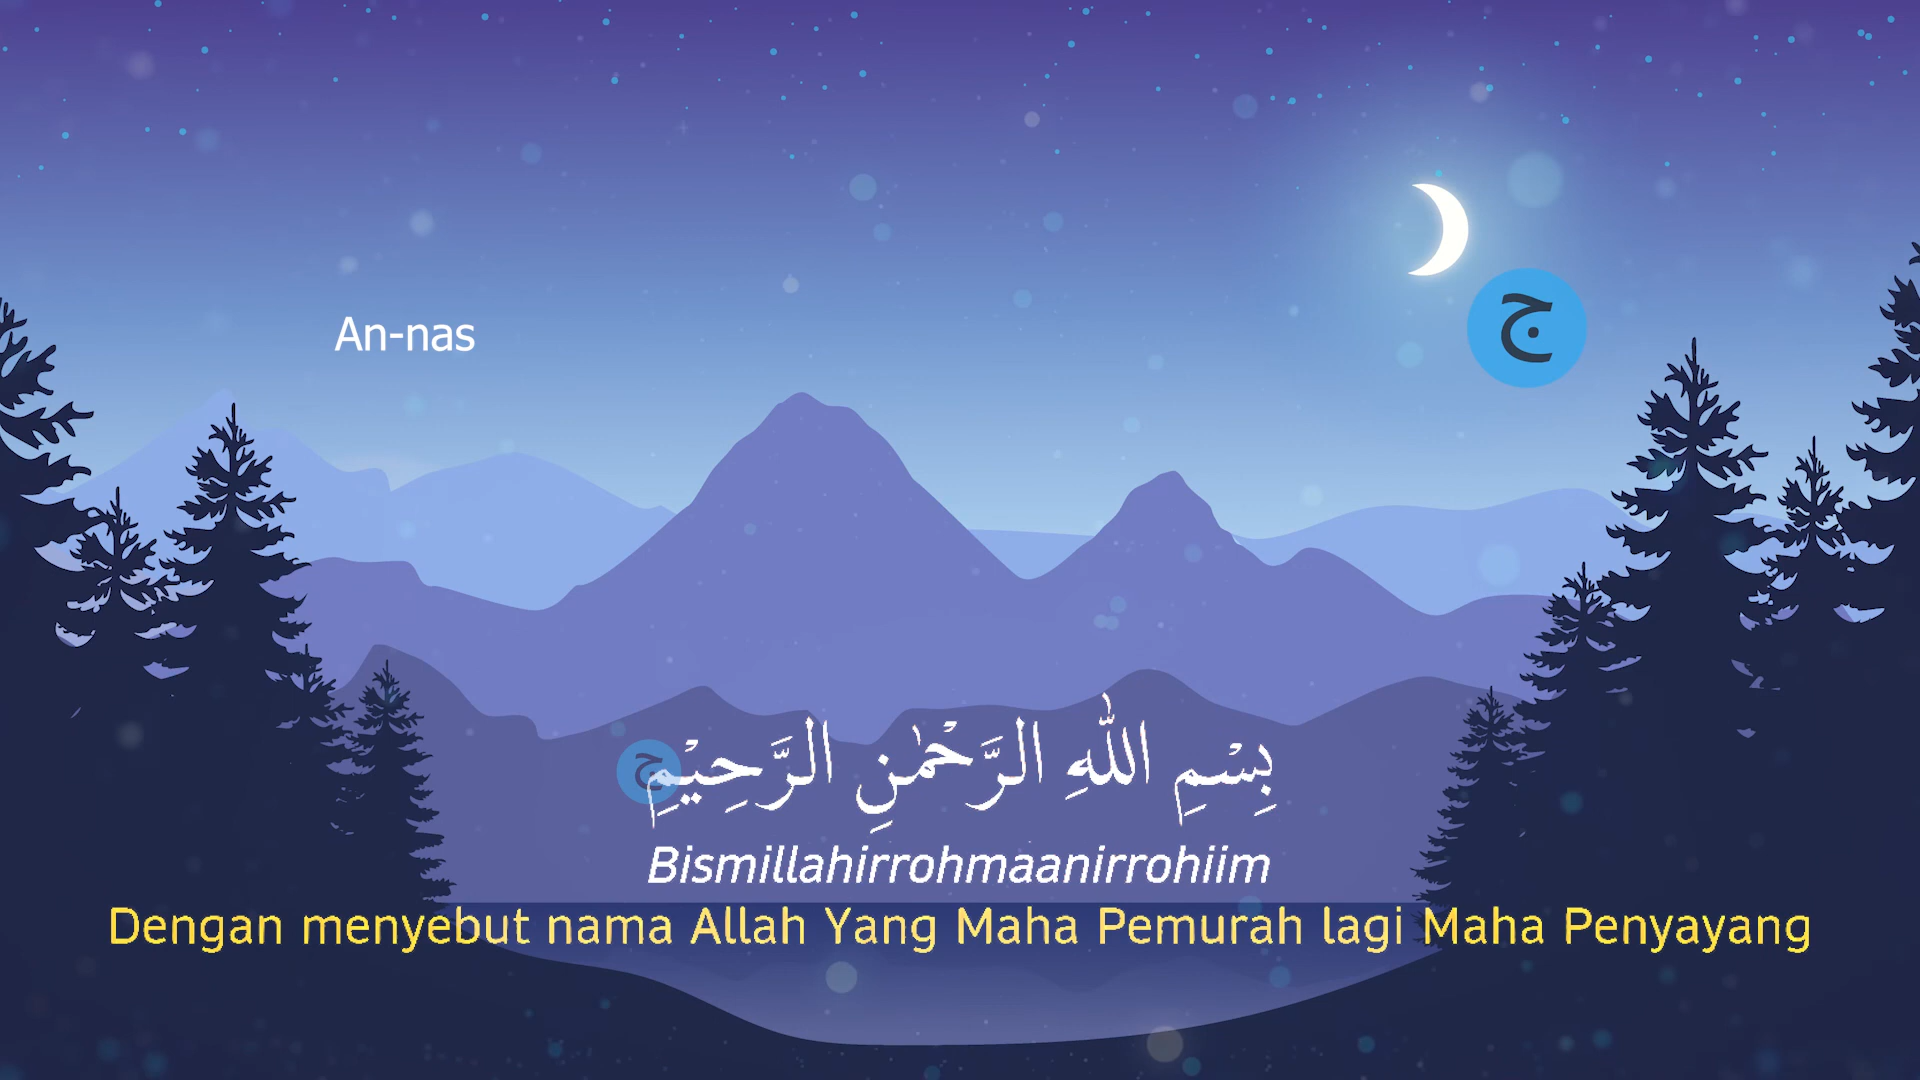 An-nas
ج
بِسْمِ اللّٰهِ الرَّحْمٰنِ الرَّحِيْمِ
ج
Bismillahirrohmaanirrohiim
Dengan menyebut nama Allah Yang Maha Pemurah lagi Maha Penyayang